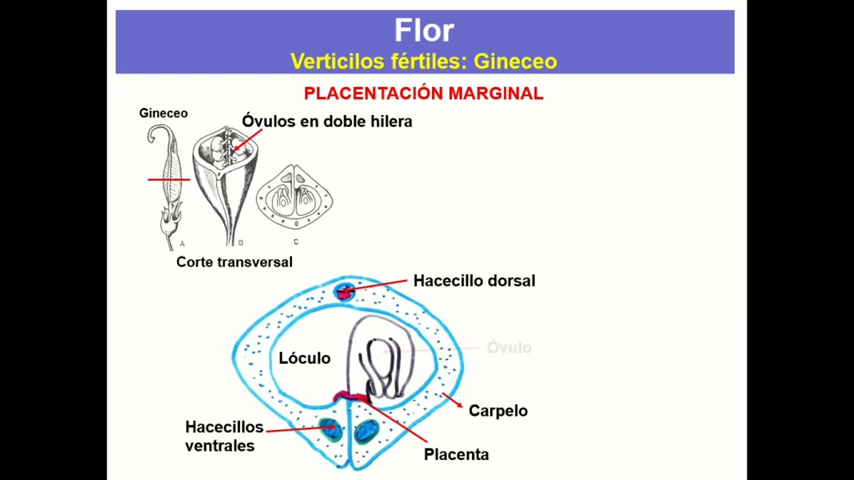 Flor
Verticilos fértiles: Gineceo
PLACENTACIÓN MARGINAL
Gineceo
Óvulos en doble hilera
A
B
C
Corte transversal
Hacecillo dorsal
Óvulo
Lóculo
Carpelo
Hacecillos
ventrales
Placenta